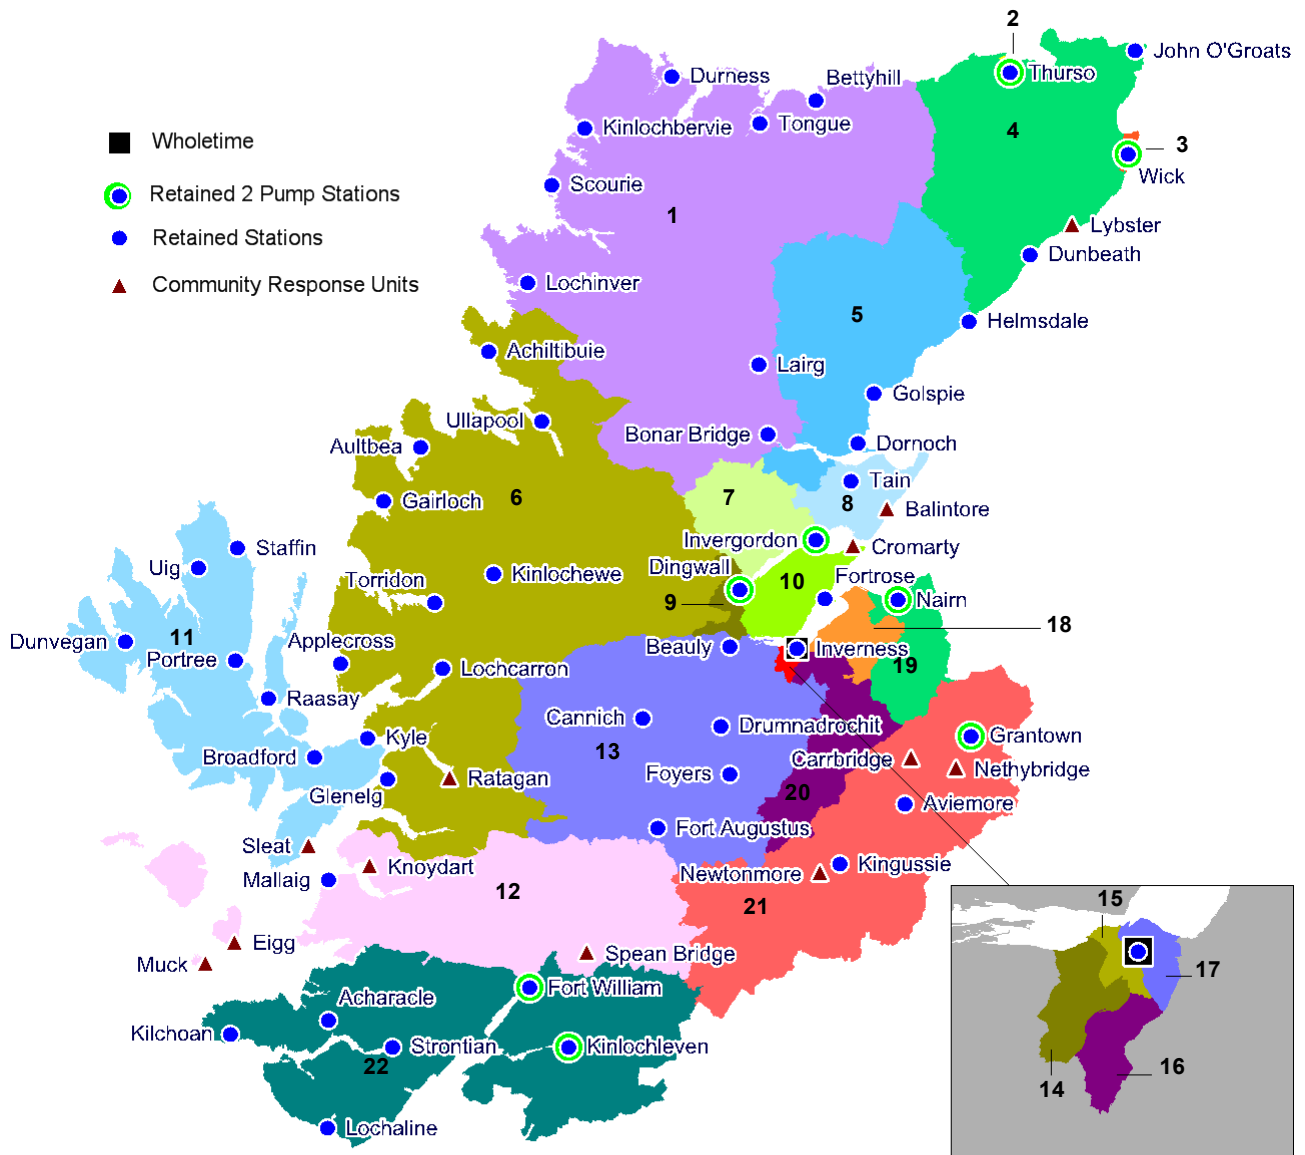 2
John O'Groats
Thurso
Durness
Bettyhill
Wholetime
Kinlochbervie
Tongue
4
3
Wick
Retained 2 Pump Stations
Scourie
1
Lybster
Retained Stations
Dunbeath
Community Response Units
Lochinver
5
Helmsdale
Achiltibuie
Lairg
Golspie
Ullapool
Bonar Bridge
Dornoch
Aultbea
Tain
Gairloch
6
7
8
Balintore
Invergordon
Cromarty
Staffin
Uig
Dingwall
Kinlochewe
10
Fortrose
Torridon
9
Nairn
18
11
Dunvegan
Applecross
Beauly
Inverness
Portree
Lochcarron
19
Raasay
Cannich
Drumnadrochit
Grantown
Kyle
13
Broadford
Carrbridge
Nethybridge
Ratagan
Foyers
20
Glenelg
Aviemore
Fort Augustus
Sleat
Knoydart
Kingussie
Mallaig
Newtonmore
12
21
15
Eigg
Spean Bridge
Muck
17
Fort William
Acharacle
Kilchoan
Strontian
Kinlochleven
22
16
14
Lochaline